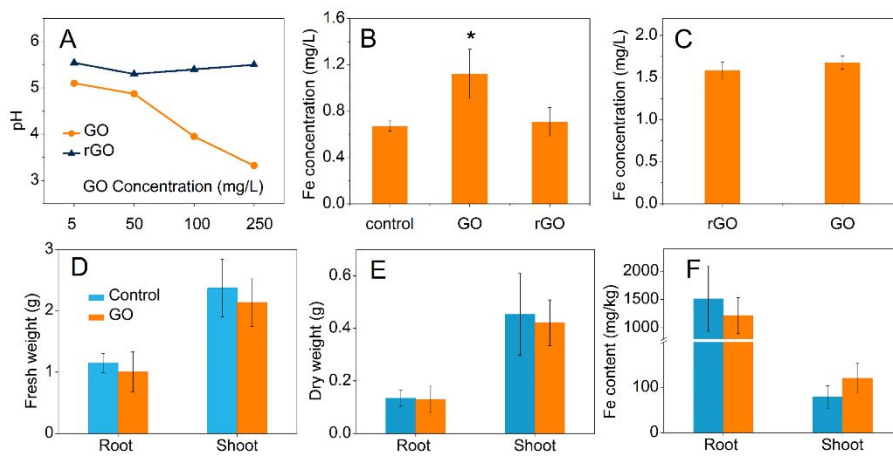 A
pH
6
5
4
3
GO
rGO
GO Concentration (mg/L)
5 50 100 250
B
*
Fe concentration (mg/L)
1.6
1.2
0.8
0.4
0.0
control GO rGO
C
Fe concentration (mg/L)
2.0
1.5
1.0
0.5
0.0
rGO GO
D
Fresh weight (g)
3
2
1
0
Control
GO
Root Shoot
E
Dry weight (g)
0.6
0.4
0.2
0.0
Root Shoot
F
Fe content (mg/kg)
2000
1500
1000
100
0
Root Shoot